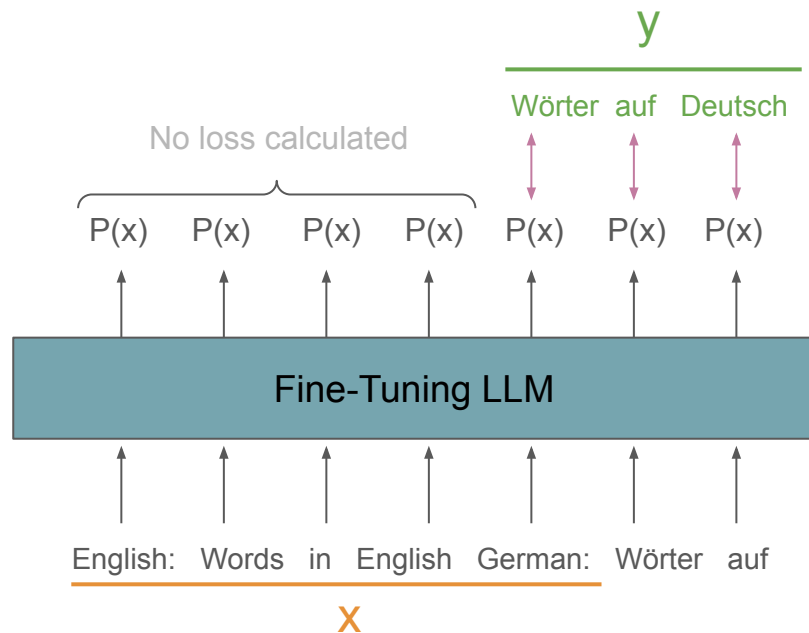 y
Wörter auf Deutsch
No loss calculated
P(x) P(x) P(x) P(x) P(x) P(x) P(x)
Fine-Tuning LLM
English: Words in English German: Wörter auf
x